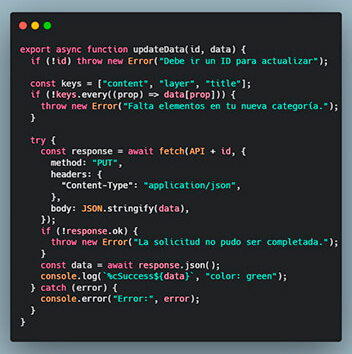 export async function updateData(id, data) {
  if (!id) throw new Error("Debe ir un ID para actualizar");

  const keys = ["content", "layer", "title"];
  if (!keys.every((prop) => data[prop])) {
    throw new Error("Falta elementos en tu nueva categoría.");
  }

  try {
    const response = await fetch(API + id, {
      method: "PUT",
      headers: {
        "Content-Type": "application/json",
      },
      body: JSON.stringify(data),
    });
    if (!response.ok) {
      throw new Error("La solicitud no pudo ser completada.");
    }
    const data = await response.json();
    console.log(`%cSuccess${data}`, "color: green");
  } catch (error) {
    console.error("Error:", error);
  }
}